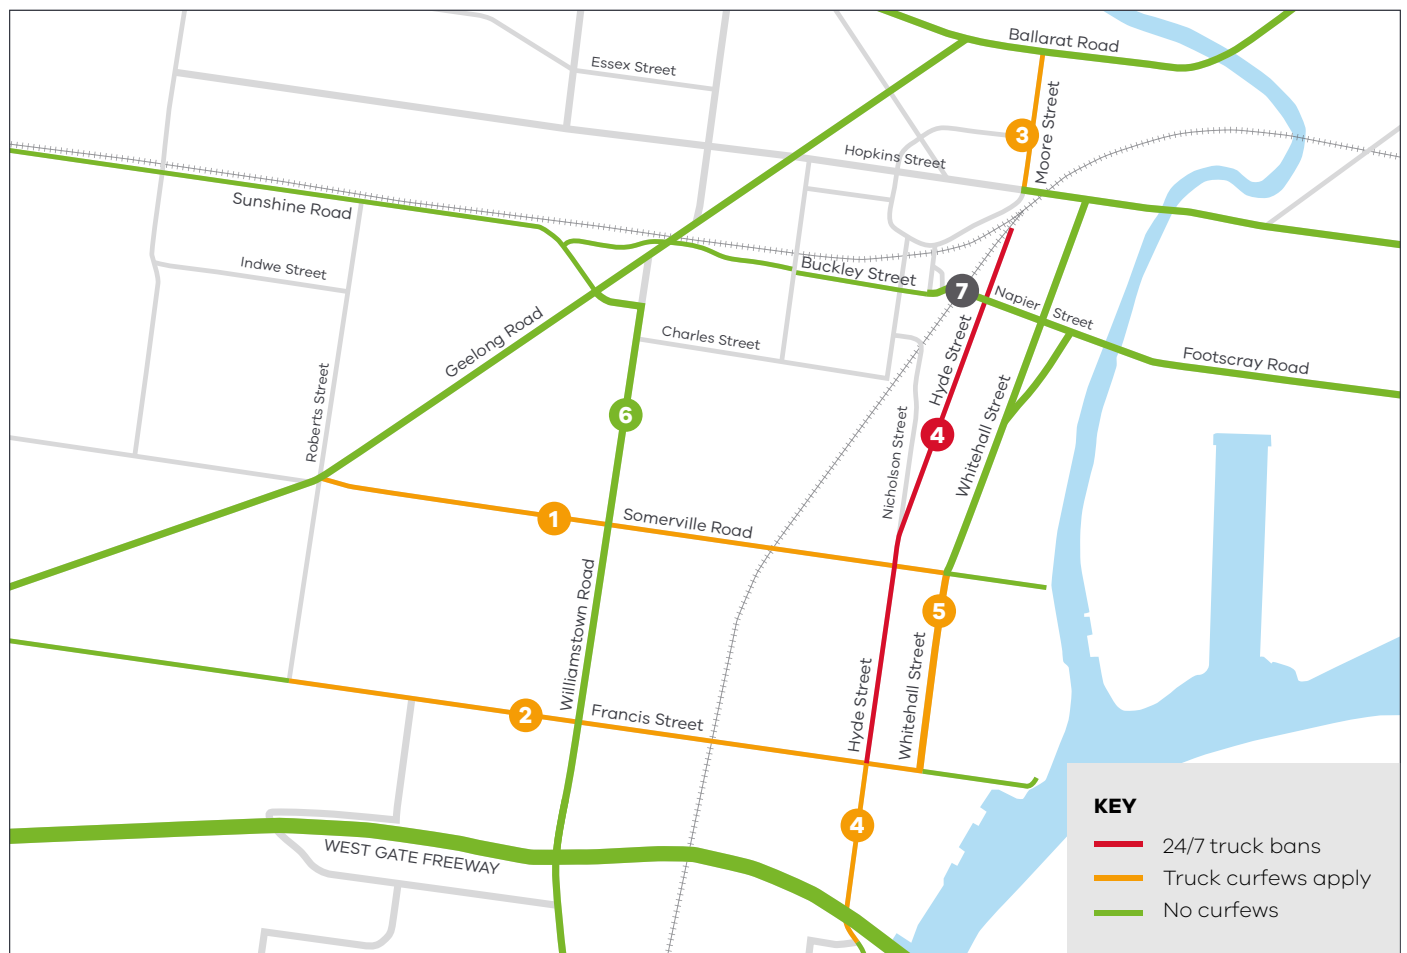 Ballarat Road
Essex Street
3
Moore Street
Hopkins Street
Sunshine Road
Indwe Street
Buckley Street
7
Napier Street
Geelong Road
Charles Street
Hyde Street
Footscray Road
Roberts Street
6
4
Whitehall Street
Nicholson Street
1
Somerville Road
5
Williamstown Road
Hyde Street
Whitehall Street
2
Francis Street
4
WEST GATE FREEWAY
KEY
24/7 truck bans
Truck curfews apply
No curfews